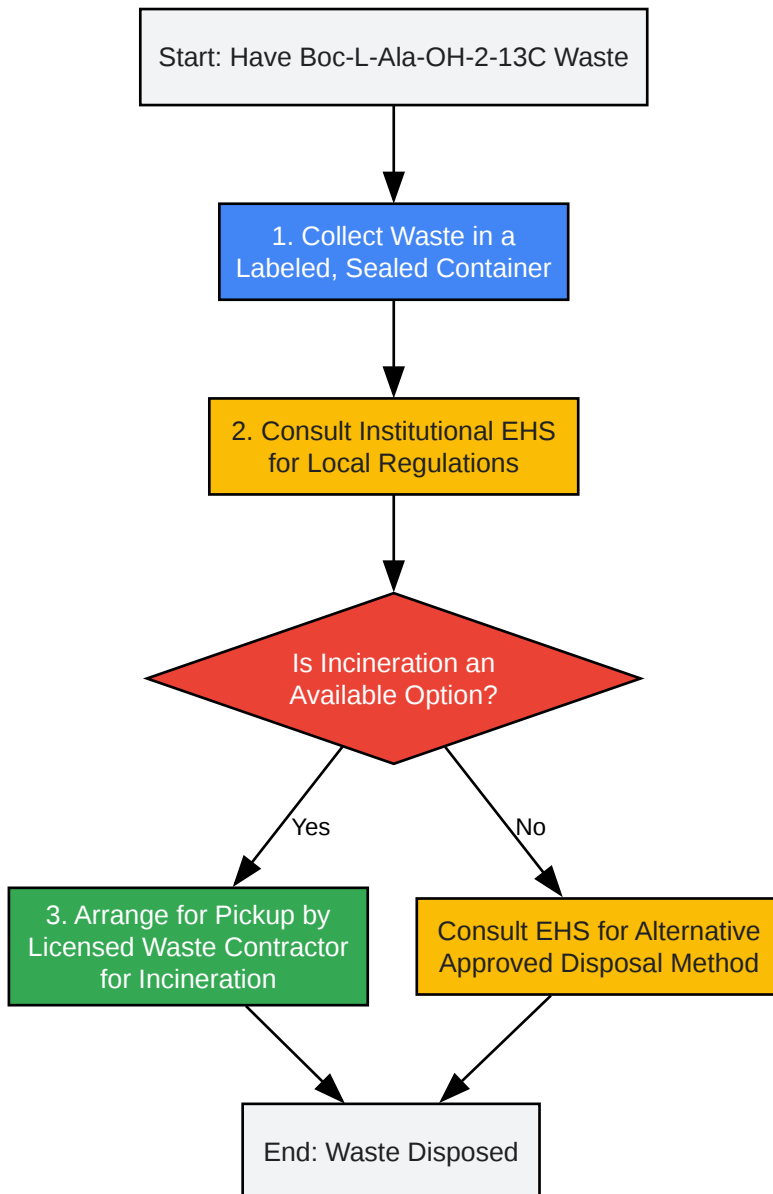 Start: Have Boc-L-Ala-OH-2-13C Waste
1. Collect Waste in a
Labeled, Sealed Container
2. Consult Institutional EHS
for Local Regulations
Is Incineration an
Available Option?
Yes
No
3. Arrange for Pickup by
Licensed Waste Contractor
for Incineration
Consult EHS for Alternative
Approved Disposal Method
End: Waste Disposed